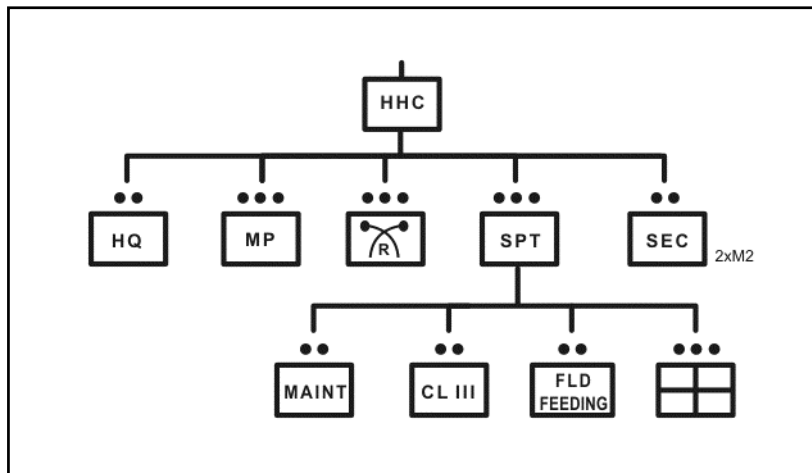 HHC
HQ
MP
R
SPT
SEC
2xM2
MAINT
CL III
FLD
FEEDING